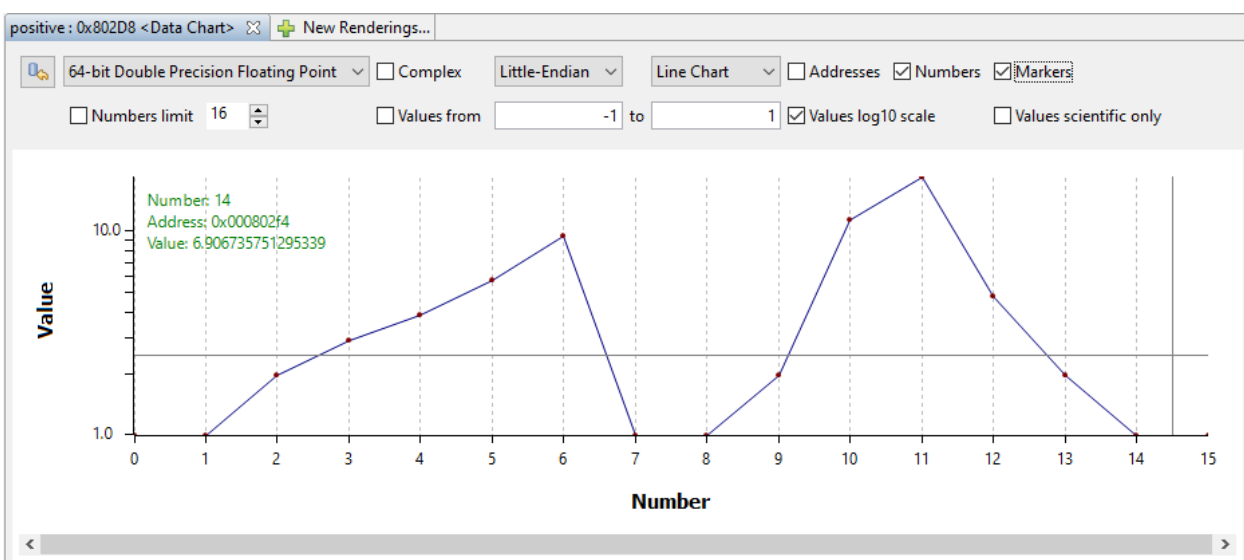 positive : 0x802D8 <Data Chart> New Renderings...
64-bit Double Precision Floating Point Complex Little-Endian Line Chart Addresses Numbers Markers
Numbers limit 16 Values from -1 to 1 Values log10 scale Values scientific only
Number: 14
Address: 0x000802f4
Value: 6.906735751295339
10.0
1.0
Value
0 1 2 3 4 5 6 7 8 9 10 11 12 13 14 15
Number